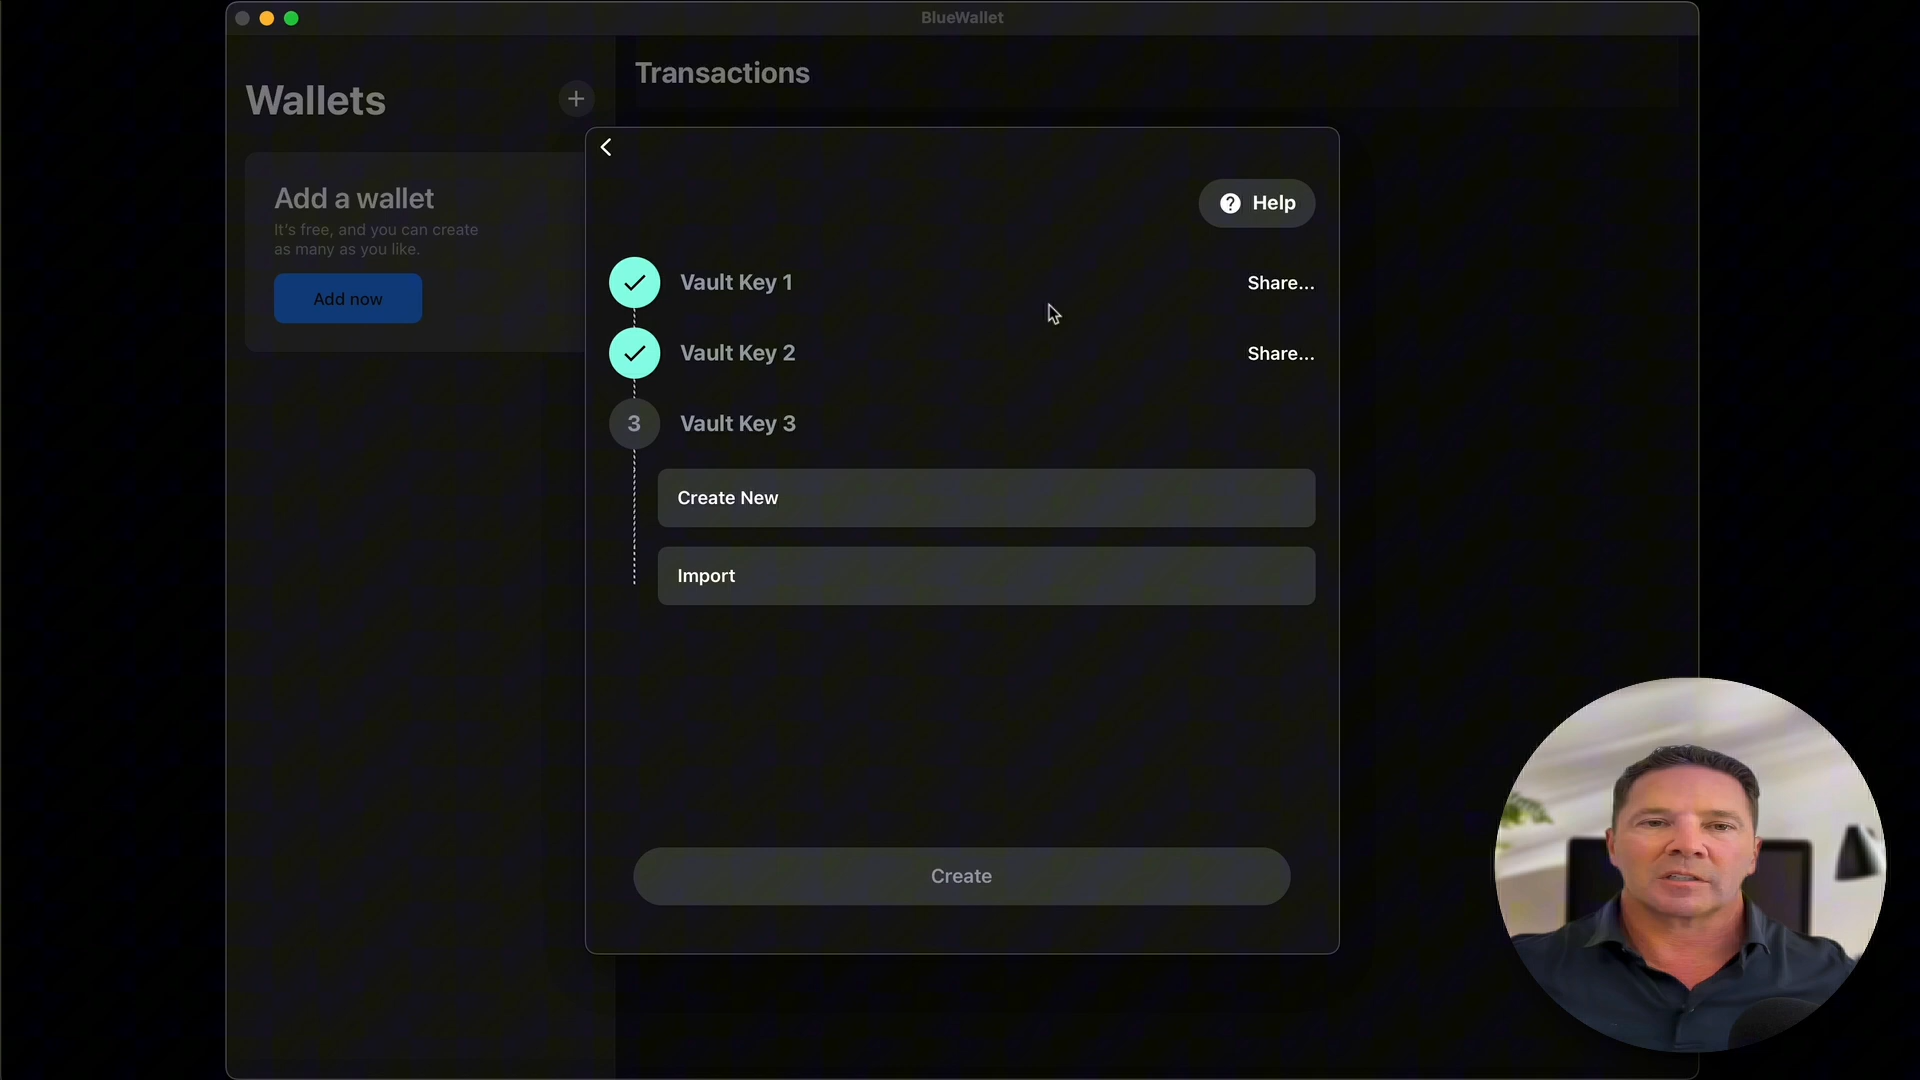 BlueWallet
Wallets
+
Transactions
Add a wallet
It's free, and you can create
as many as you like.
Add now
? Help
Vault Key 1
Share...
Vault Key 2
Share...
3
Vault Key 3
Create New
Import
Create